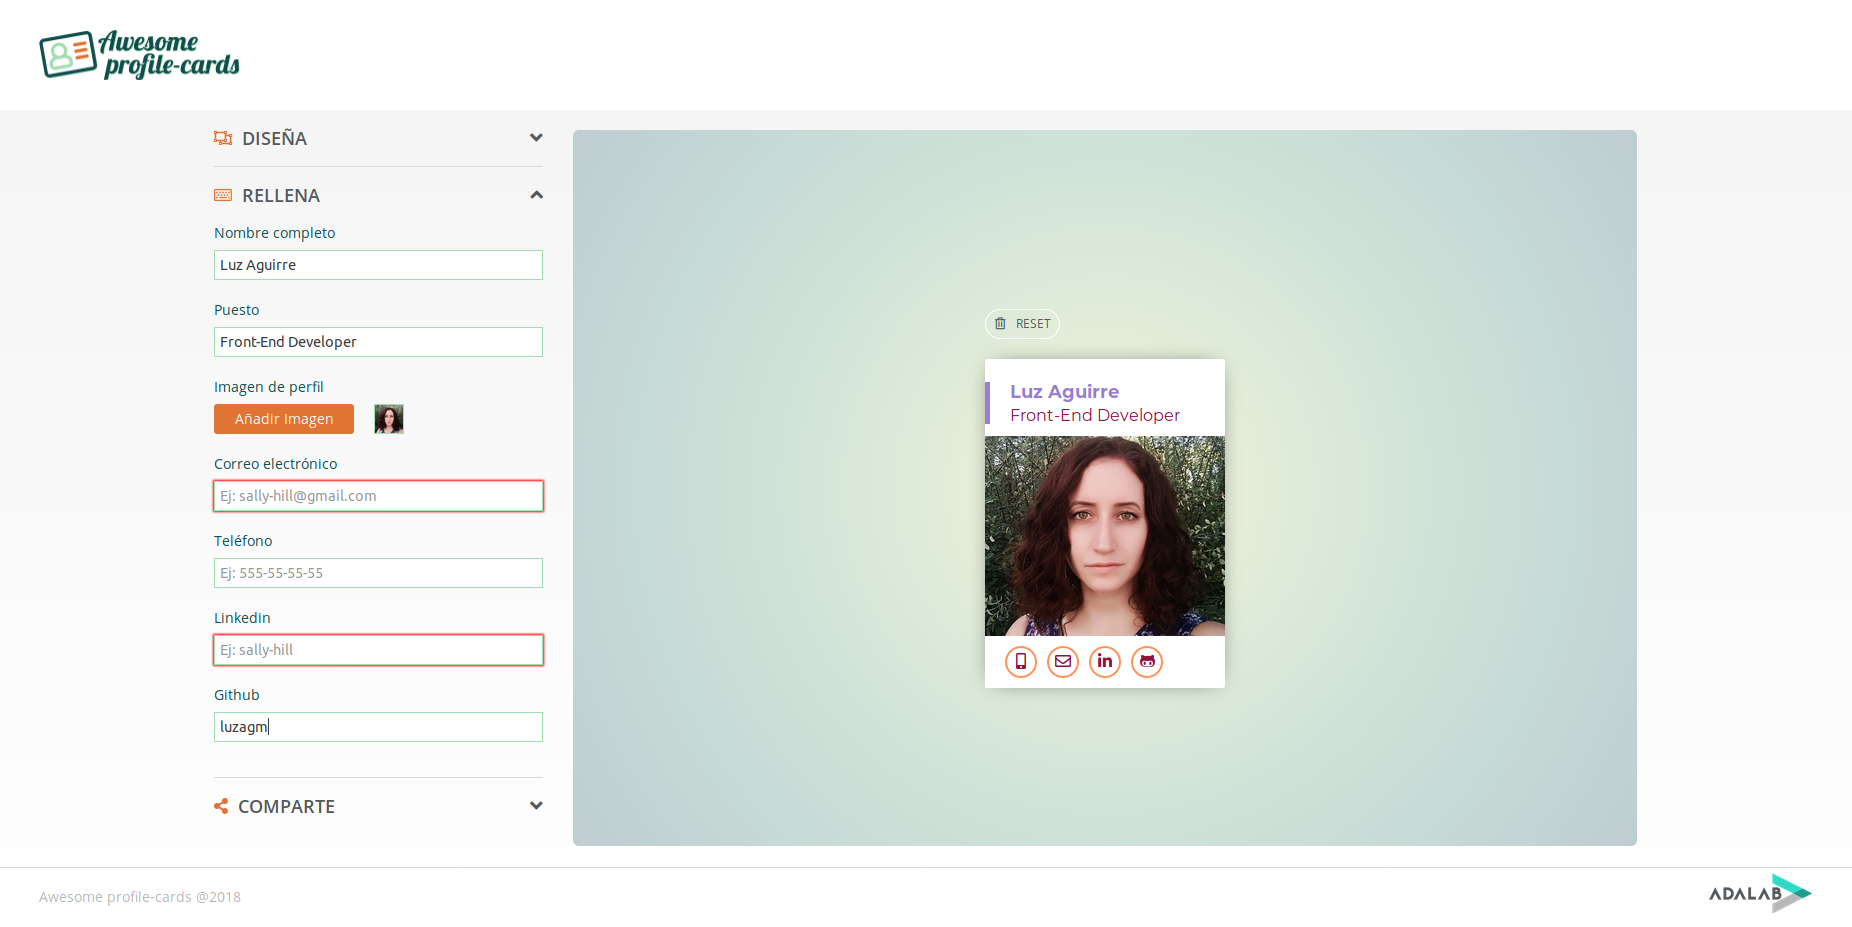 Awesome
profile-cards
DISEÑA
RELLENA
Nombre completo
Luz Aguirre
Puesto
Front-End Developer
Imagen de perfil
Añadir Imagen
Correo electrónico
Ej: sally-hill@gmail.com
Teléfono
Ej: 555-55-55-55
Linkedin
Ej: sally-hill
Github
luzagm
COMPARTE
RESET
Luz Aguirre
Front-End Developer
in
Awesome profile-cards @2018
ADALAB